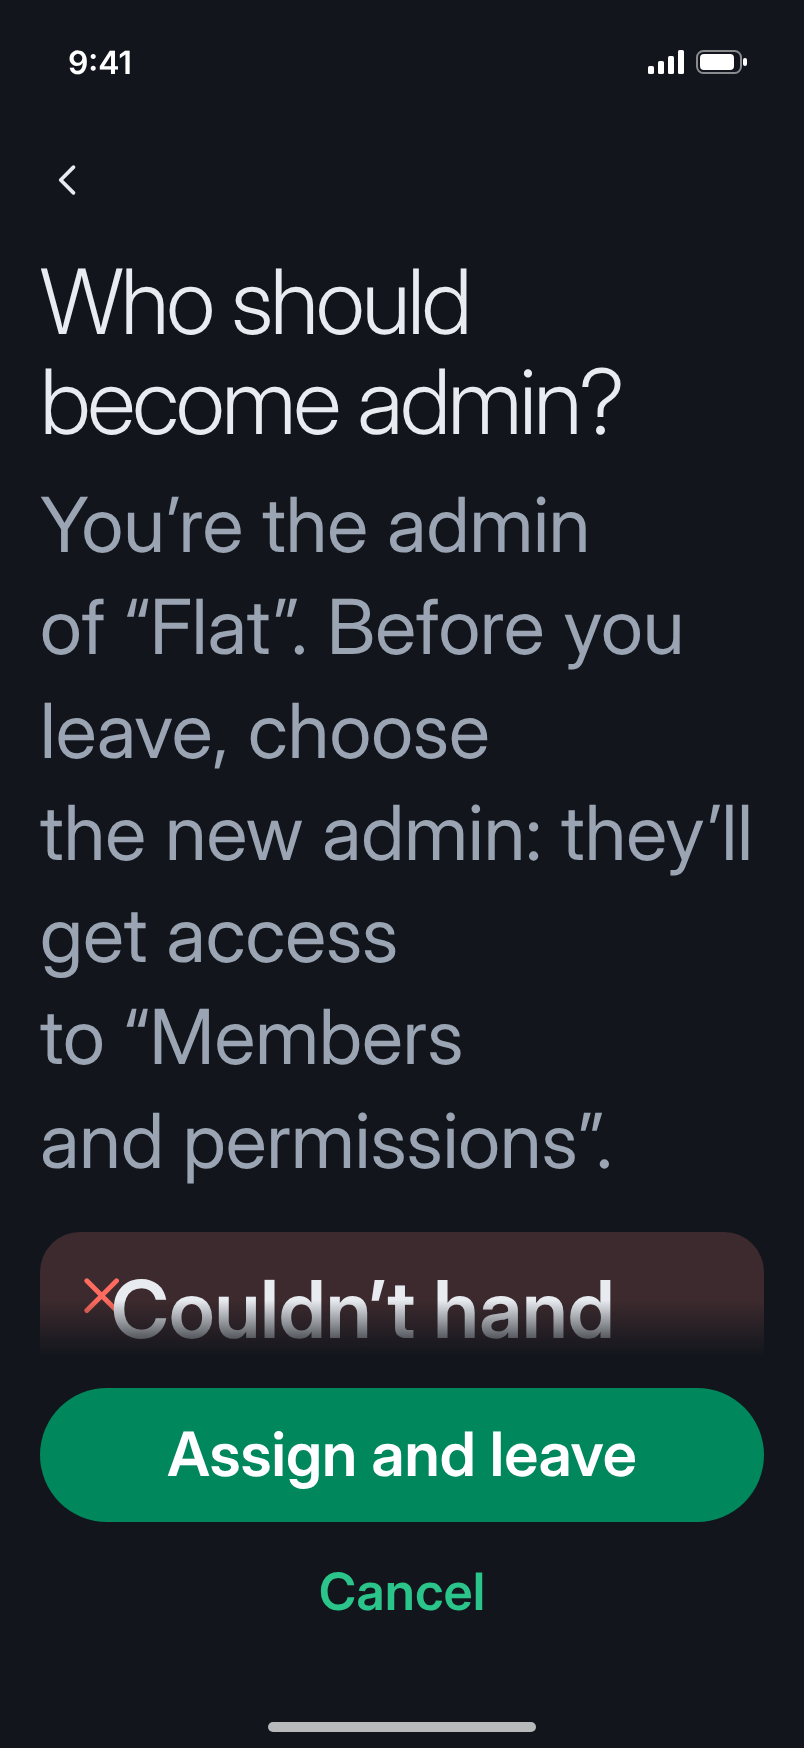 9:41
Who should
become admin?
You’re the admin
of “Flat”. Before you
leave, choose
the new admin: they’ll
get access
to “Members
and permissions”.
Couldn’t hand
Assign and leave
Cancel